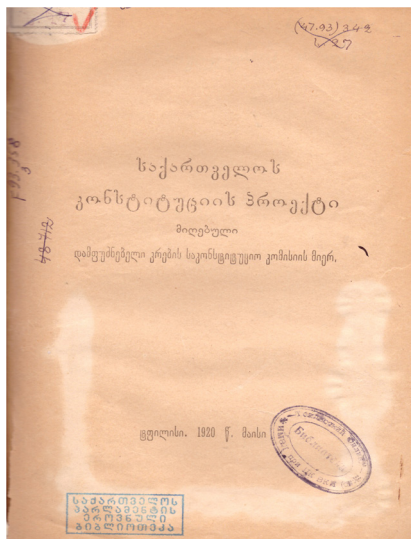 (47.93) 342
საქართველოს
კონსტიტუციის პროექტი
მიღებული
დამფუძნებელი კრების საკონსტიტუციო კომისიის მიერ.
ტფილისი. 1920 წ. მაისი
საქართველოს
პარლამენტის
ეროვნული
ბიბლიოთეკა